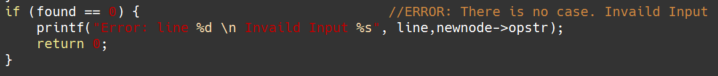 if (found == 0) { //ERROR: There is no case. Invaild Input
printf("Error: line %d \n Invaild Input %s", line,newnode->opstr);
return 0;
}